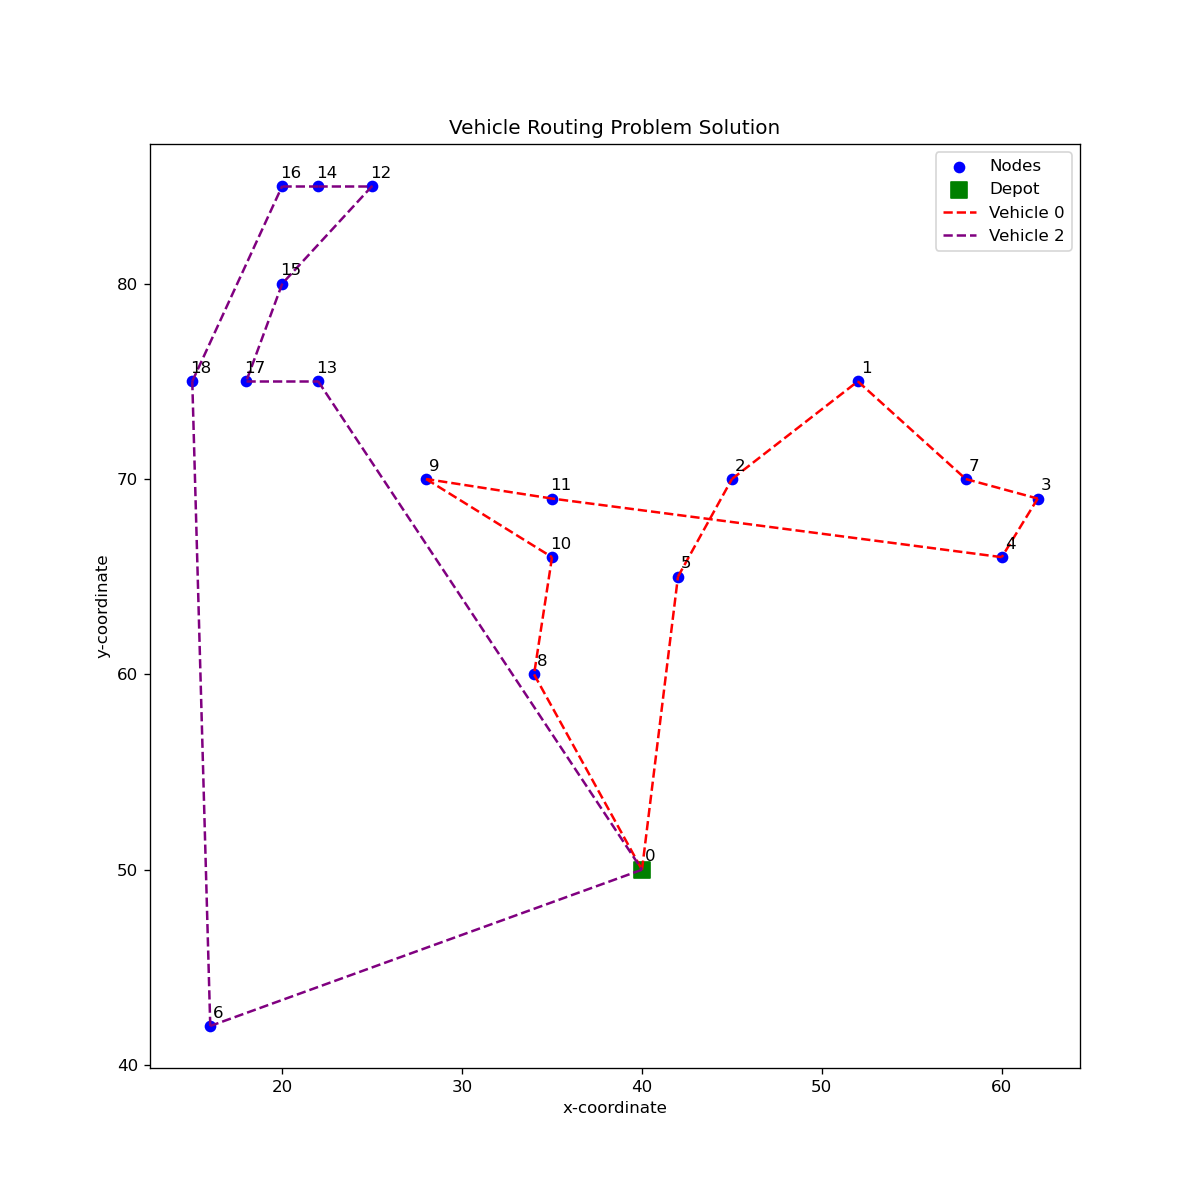 Vehicle Routing Problem Solution
Nodes
Depot
Vehicle 0
Vehicle 2
16 14 12
15
18 17 13
1
9 11 2 7 3
10 4
5
8
0
6
80
70
60
50
40
y-coordinate
20 30 40 50 60
x-coordinate